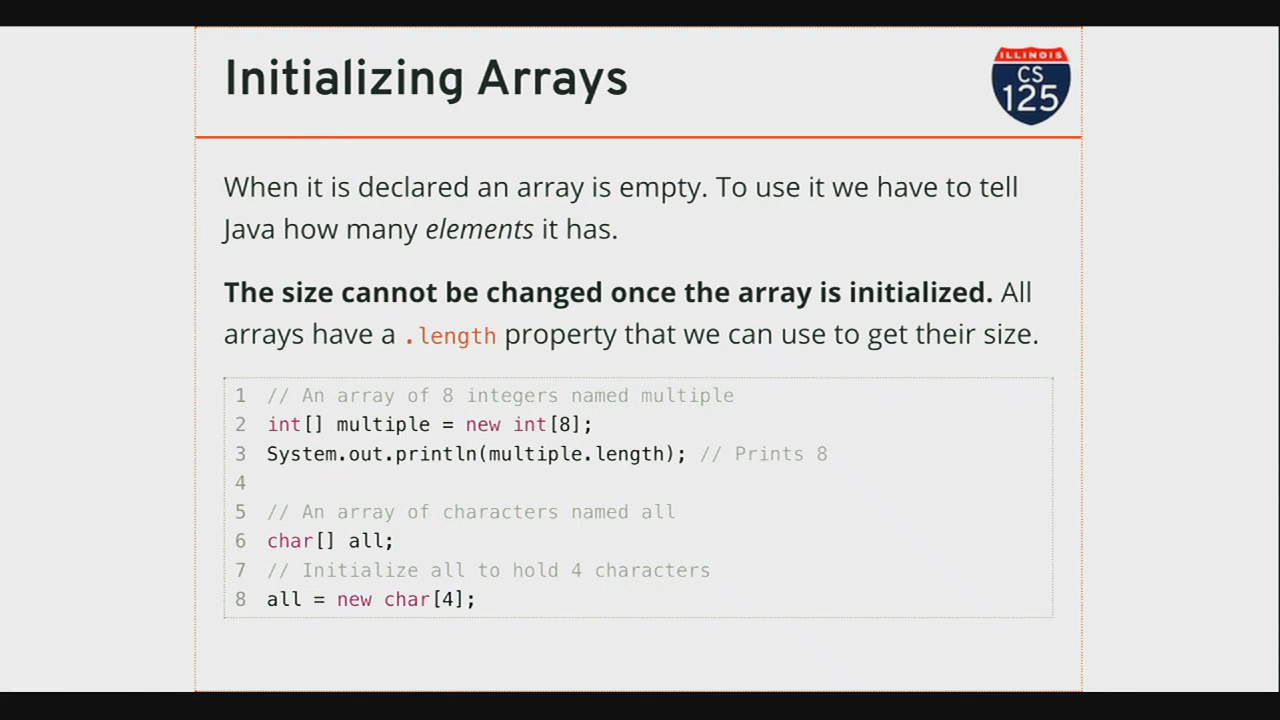 Initializing Arrays
ILLINOIS
CS
125
When it is declared an array is empty. To use it we have to tell
Java how many elements it has.
The size cannot be changed once the array is initialized. All
arrays have a .length property that we can use to get their size.
1 // An array of 8 integers named multiple
2 int[] multiple = new int[8];
3 System.out.println(multiple.length); // Prints 8
4
5 // An array of characters named all
6 char[] all;
7 // Initialize all to hold 4 characters
8 all = new char[4];